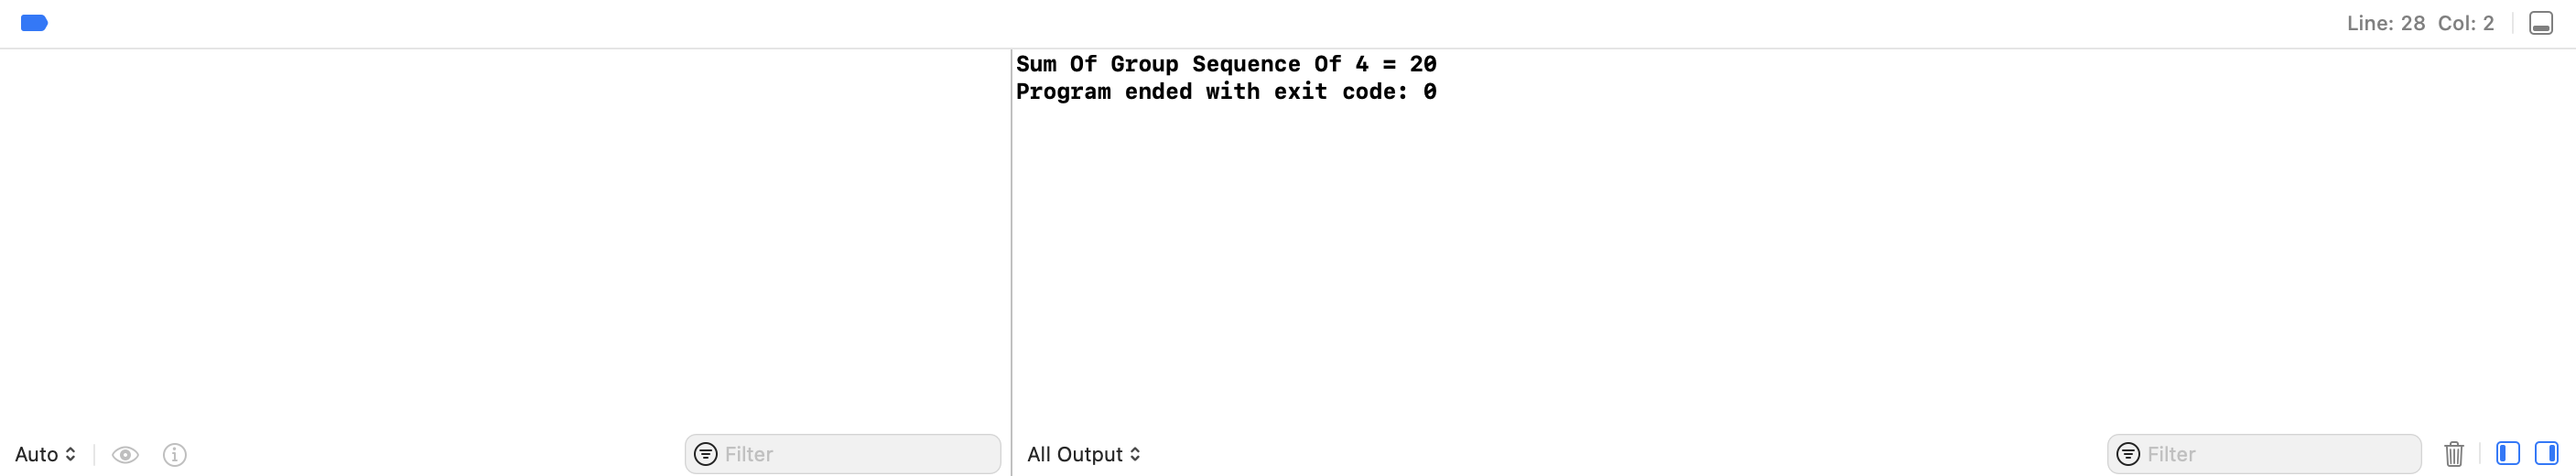 Line: 28 Col: 2
Sum Of Group Sequence Of 4 = 20
Program ended with exit code: 0
Auto
Filter
All Output
Filter